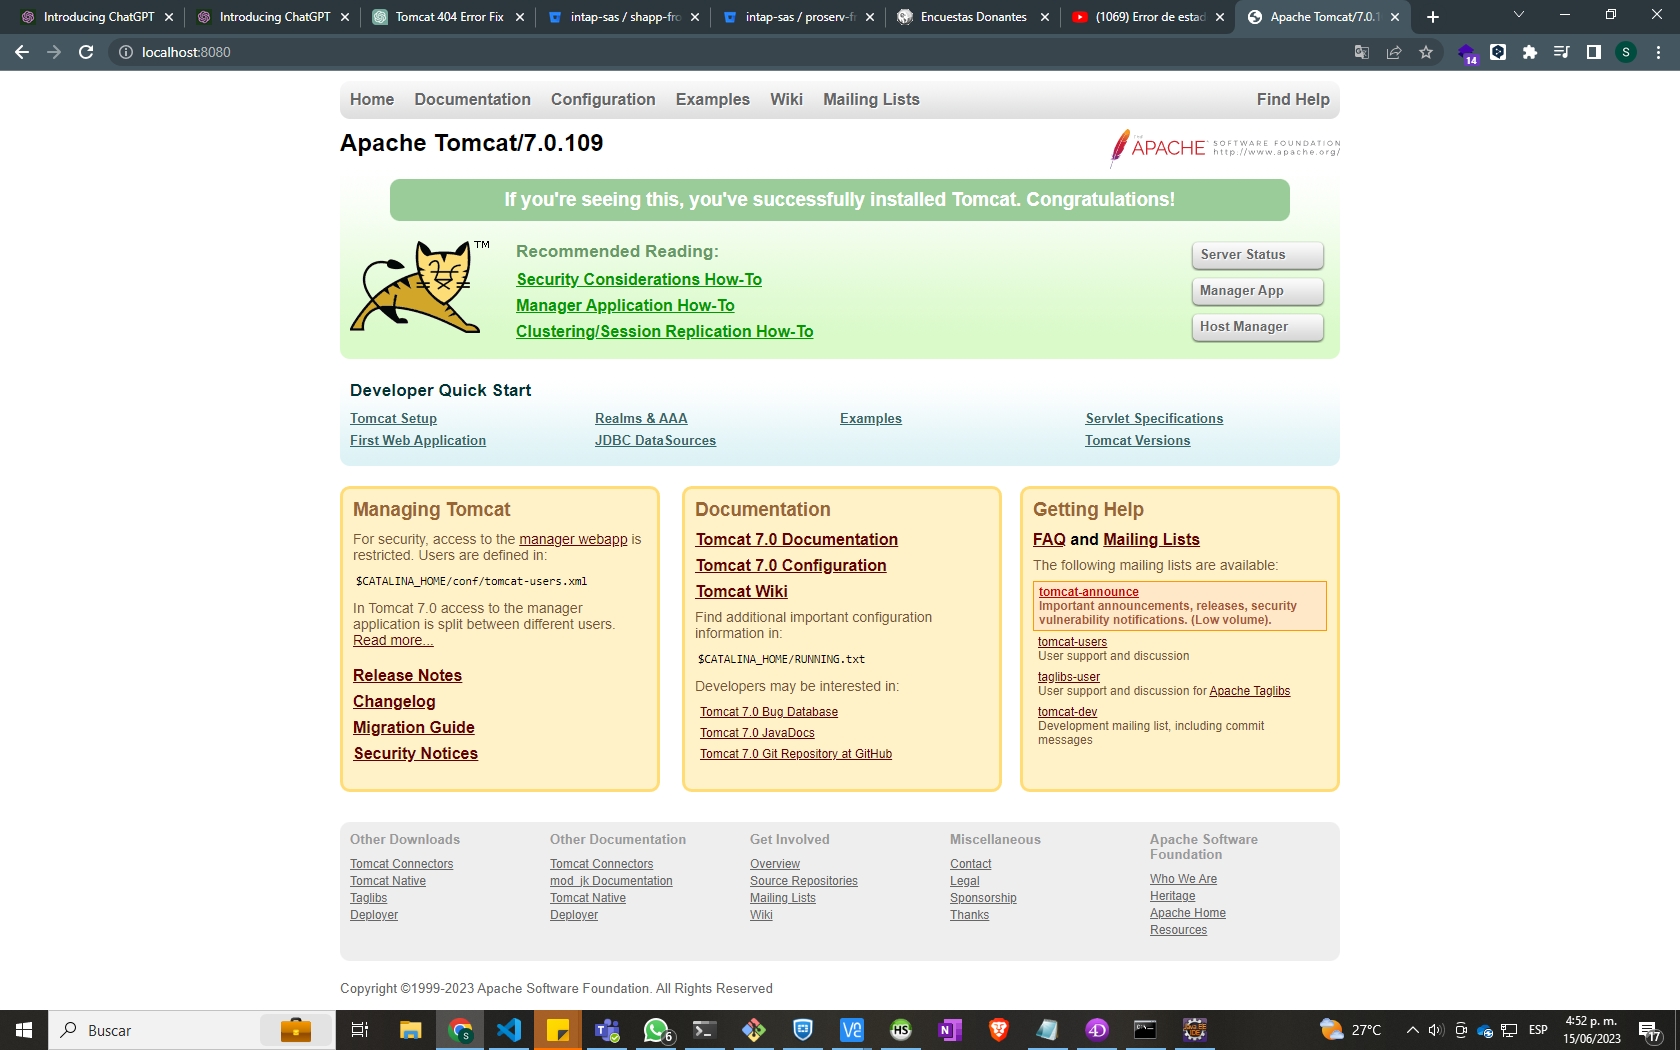 Introducing ChatGPT
Introducing ChatGPT
Tomcat 404 Error Fix
intap-sas / shapp-fro
intap-sas / proserv-fr
Encuestas Donantes
(1069) Error de estad
Apache Tomcat/7.0.1
localhost:8080
14
S
Home Documentation Configuration Examples Wiki Mailing Lists Find Help
Apache Tomcat/7.0.109
THE APACHE SOFTWARE FOUNDATION
http://www.apache.org/
If you're seeing this, you've successfully installed Tomcat. Congratulations!
TM
Recommended Reading:
Security Considerations How-To
Manager Application How-To
Clustering/Session Replication How-To
Server Status
Manager App
Host Manager
Developer Quick Start
Tomcat Setup
First Web Application
Realms & AAA
JDBC DataSources
Examples
Servlet Specifications
Tomcat Versions
Managing Tomcat
For security, access to the manager webapp is
restricted. Users are defined in:
$CATALINA_HOME/conf/tomcat-users.xml
In Tomcat 7.0 access to the manager
application is split between different users.
Read more...
Release Notes
Changelog
Migration Guide
Security Notices
Documentation
Tomcat 7.0 Documentation
Tomcat 7.0 Configuration
Tomcat Wiki
Find additional important configuration
information in:
$CATALINA_HOME/RUNNING.txt
Developers may be interested in:
Tomcat 7.0 Bug Database
Tomcat 7.0 JavaDocs
Tomcat 7.0 Git Repository at GitHub
Getting Help
FAQ and Mailing Lists
The following mailing lists are available:
tomcat-announce
Important announcements, releases, security
vulnerability notifications. (Low volume).
tomcat-users
User support and discussion
taglibs-user
User support and discussion for Apache Taglibs
tomcat-dev
Development mailing list, including commit
messages
Other Downloads
Tomcat Connectors
Tomcat Native
Taglibs
Deployer
Other Documentation
Tomcat Connectors
mod_jk Documentation
Tomcat Native
Deployer
Get Involved
Overview
Source Repositories
Mailing Lists
Wiki
Miscellaneous
Contact
Legal
Sponsorship
Thanks
Apache Software
Foundation
Who We Are
Heritage
Apache Home
Resources
Copyright ©1999-2023 Apache Software Foundation. All Rights Reserved
Buscar
S
6
HS
N
4D
27°C
ESP
4:52 p. m.
15/06/2023
17